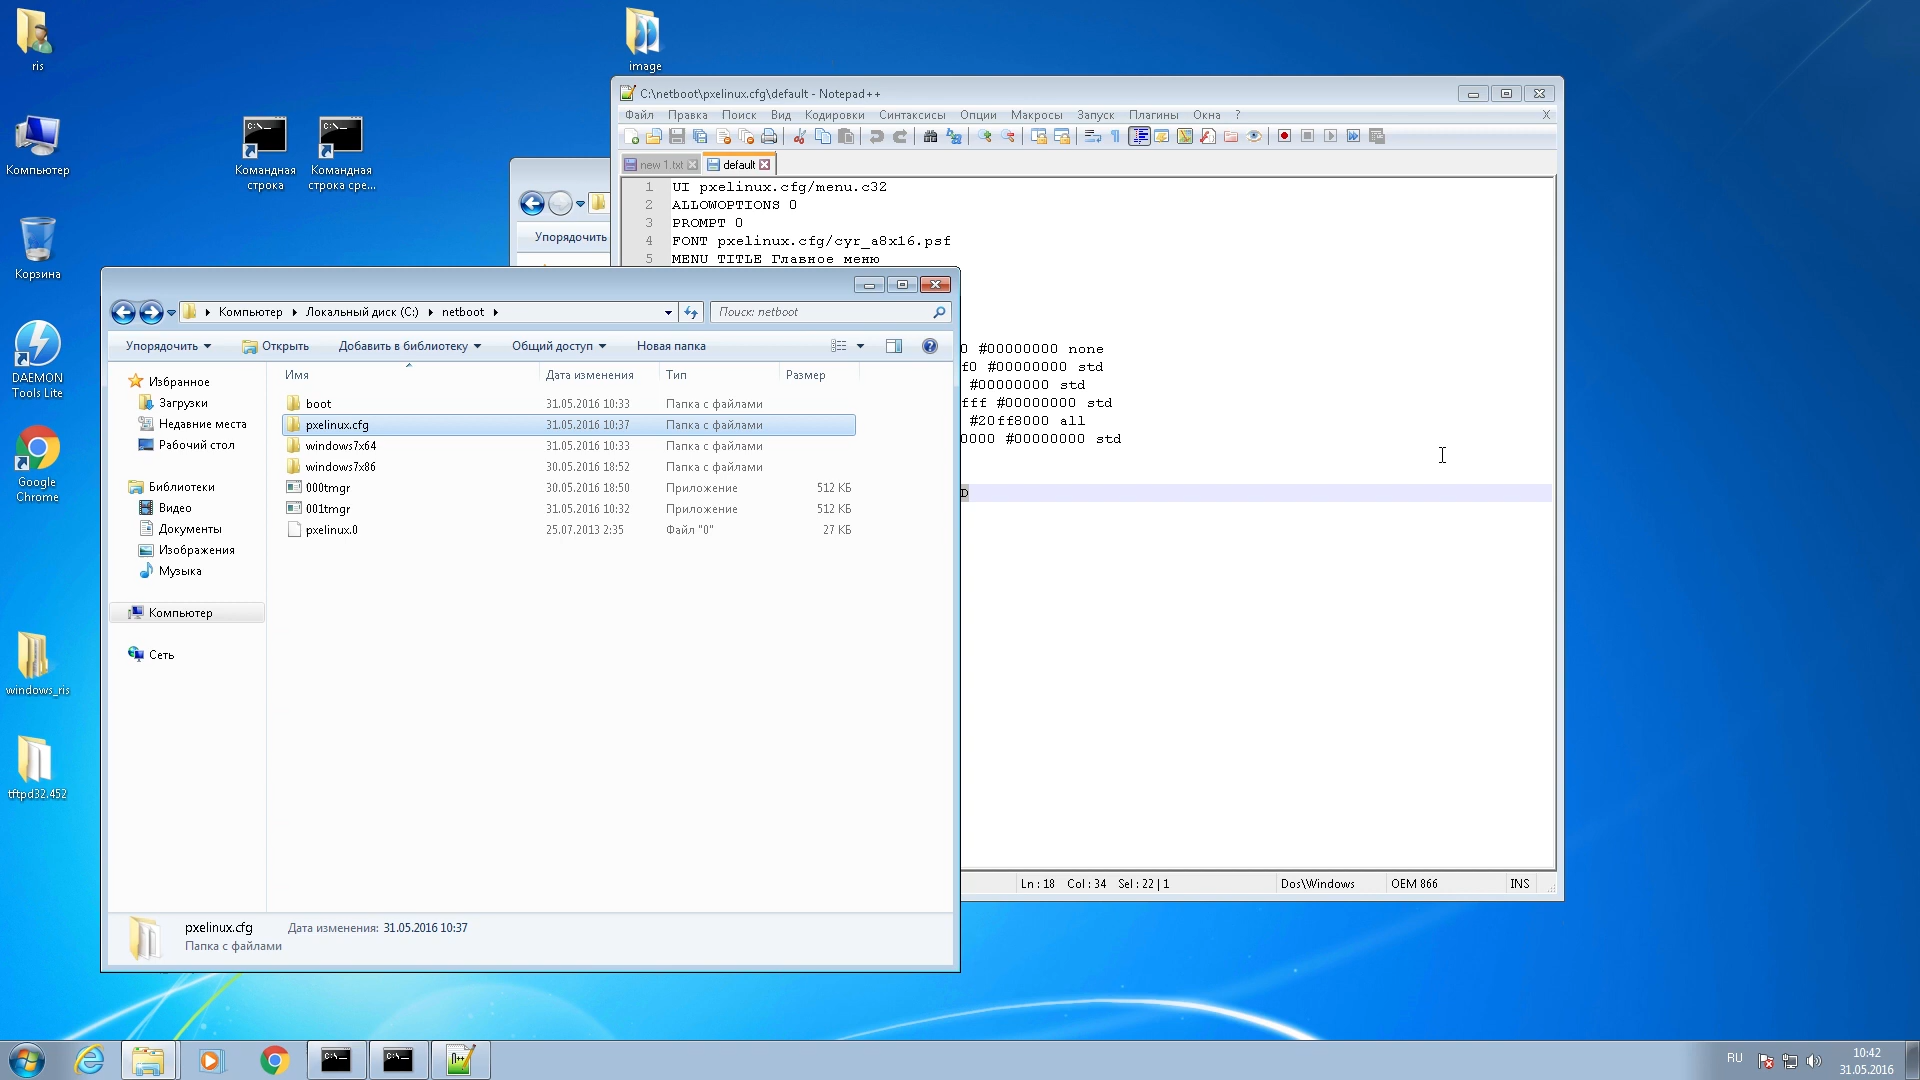 ris
image
Компьютер
Командная строка
Командная строка сре...
Корзина
DAEMON Tools Lite
Google Chrome
windows_ris
tftpd32.452
C:\netboot\pxelinux.cfg\default - Notepad++
Файл Правка Поиск Вид Кодировки Синтаксисы Опции Макросы Запуск Плагины Окна ? X
new 1.txt default
1 UI pxelinux.cfg/menu.c32
2 ALLOWOPTIONS 0
3 PROMPT 0
4 FONT pxelinux.cfg/cyr_a8x16.psf
5 MENU TITLE Главное меню
0 #00000000 none
f0 #00000000 std
#00000000 std
fff #00000000 std
#20ff8000 all
0000 #00000000 std
D
Ln : 18 Col : 34 Sel : 22 | 1
Dos\Windows
OEM 866
INS
Упорядочить
Компьютер Локальный диск (C:) netboot
Поиск: netboot
Упорядочить Открыть Добавить в библиотеку Общий доступ Новая папка
Избранное
Загрузки
Недавние места
Рабочий стол
Библиотеки
Видео
Документы
Изображения
Музыка
Компьютер
Сеть
Имя Дата изменения Тип Размер
boot 31.05.2016 10:33 Папка с файлами
pxelinux.cfg 31.05.2016 10:37 Папка с файлами
windows7x64 31.05.2016 10:33 Папка с файлами
windows7x86 30.05.2016 18:52 Папка с файлами
000tmgr 30.05.2016 18:50 Приложение 512 КБ
001tmgr 31.05.2016 10:32 Приложение 512 КБ
pxelinux.0 25.07.2013 2:35 Файл "0" 27 КБ
pxelinux.cfg Дата изменения: 31.05.2016 10:37
Папка с файлами
RU
10:42
31.05.2016